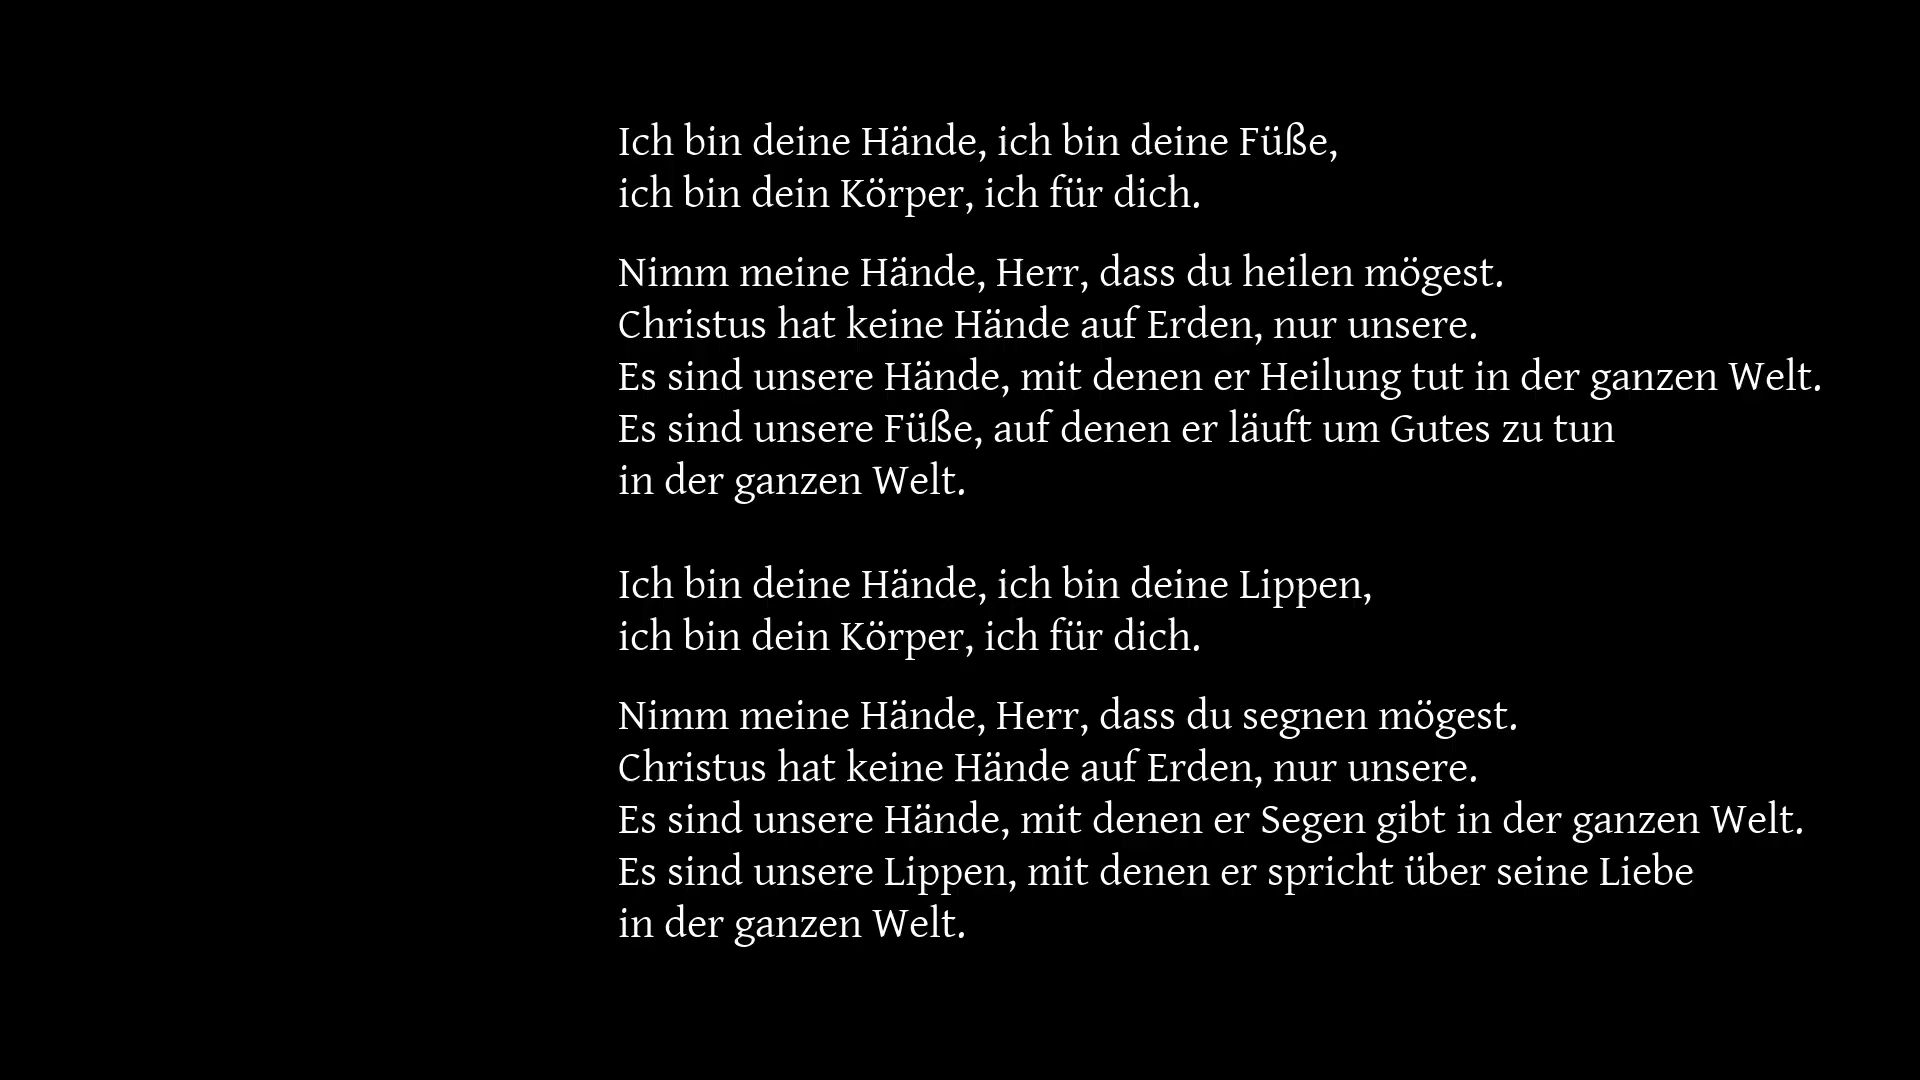 Ich bin deine Hände, ich bin deine Füße,
ich bin dein Körper, ich für dich.
Nimm meine Hände, Herr, dass du heilen mögest.
Christus hat keine Hände auf Erden, nur unsere.
Es sind unsere Hände, mit denen er Heilung tut in der ganzen Welt.
Es sind unsere Füße, auf denen er läuft um Gutes zu tun
in der ganzen Welt.
Ich bin deine Hände, ich bin deine Lippen,
ich bin dein Körper, ich für dich.
Nimm meine Hände, Herr, dass du segnen mögest.
Christus hat keine Hände auf Erden, nur unsere.
Es sind unsere Hände, mit denen er Segen gibt in der ganzen Welt.
Es sind unsere Lippen, mit denen er spricht über seine Liebe
in der ganzen Welt.